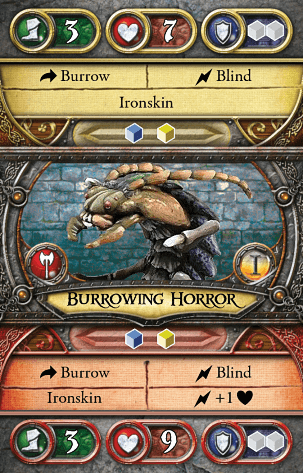 3 7
Burrow Blind
Ironskin
I
BURROWING HORROR
Burrow Blind
Ironskin +1
3 9